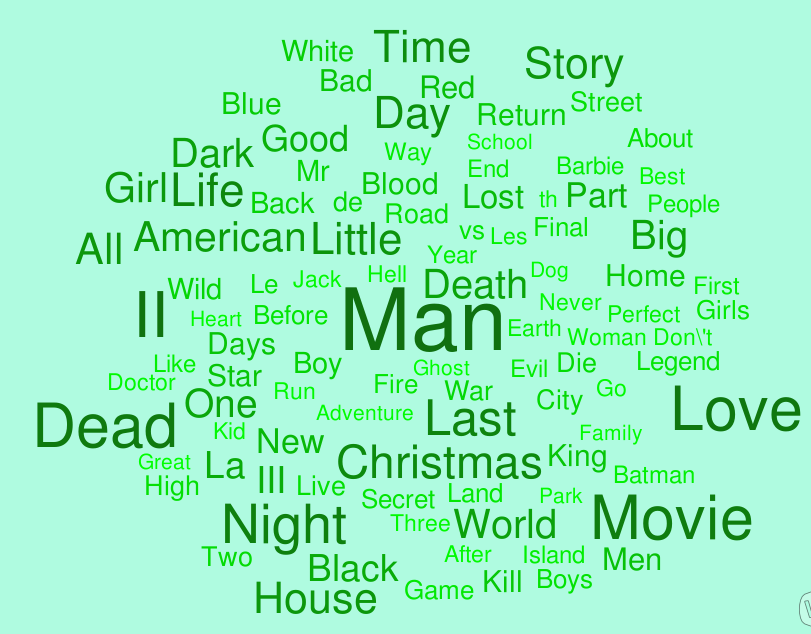 White Time Story
Bad Red
Blue Day Return Street
Dark Good Way School About
Mr End Barbie Best
Girl Life Back de Blood Lost th Part People
Road
All American Little vs Les Final Big
Year
Wild Le Jack Hell Death Dog Home First
II Heart Before Man Never Perfect Girls
Earth Woman Don\'t
Days
Like Boy Ghost Evil Die Legend
Doctor Star Run Fire War City Go
Dead One Adventure Last Love
Kid New Family
Great La Christmas King
High III Live Batman
Secret Land Park
Night Three World Movie
Two Black After Island Men
House Game Kill Boys